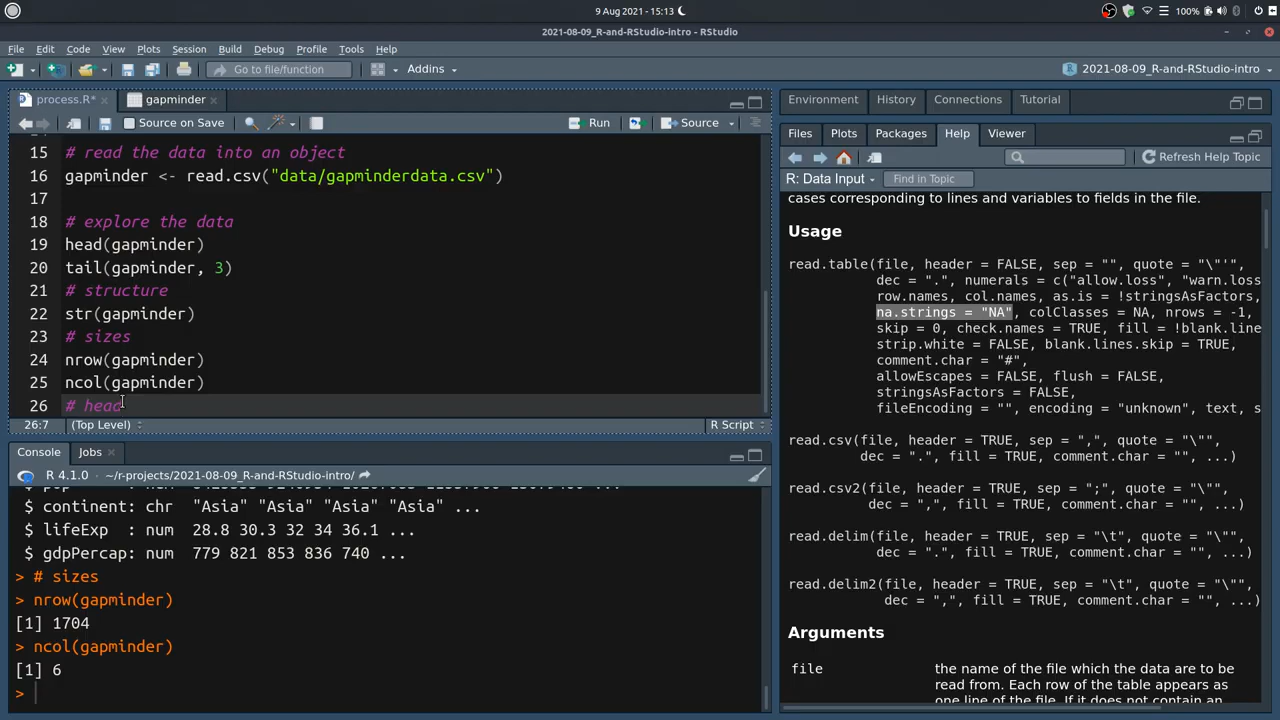 9 Aug 2021 - 15:13
100%
2021-08-09_R-and-RStudio-intro - RStudio
File Edit Code View Plots Session Build Debug Profile Tools Help
Go to file/function Addins 2021-08-09_R-and-RStudio-intro
process.R* gapminder
Source on Save Run Source
15 # read the data into an object
16 gapminder <- read.csv("data/gapminderdata.csv")
17
18 # explore the data
19 head(gapminder)
20 tail(gapminder, 3)
21 # structure
22 str(gapminder)
23 # sizes
24 nrow(gapminder)
25 ncol(gapminder)
26 # head
26:7 (Top Level) R Script
Console Jobs
R 4.1.0 · ~/r-projects/2021-08-09_R-and-RStudio-intro/
$ continent: chr "Asia" "Asia" "Asia" "Asia" ...
$ lifeExp : num 28.8 30.3 32 34 36.1 ...
$ gdpPercap: num 779 821 853 836 740 ...
> # sizes
> nrow(gapminder)
[1] 1704
> ncol(gapminder)
[1] 6
>
Environment History Connections Tutorial
Files Plots Packages Help Viewer
Refresh Help Topic
R: Data Input Find in Topic
cases corresponding to lines and variables to fields in the file.
Usage
read.table(file, header = FALSE, sep = "", quote = "\"'",
dec = ".", numerals = c("allow.loss", "warn.loss
row.names, col.names, as.is = !stringsAsFactors,
na.strings = "NA", colClasses = NA, nrows = -1,
skip = 0, check.names = TRUE, fill = !blank.line
strip.white = FALSE, blank.lines.skip = TRUE,
comment.char = "#",
allowEscapes = FALSE, flush = FALSE,
stringsAsFactors = FALSE,
fileEncoding = "", encoding = "unknown", text, s
read.csv(file, header = TRUE, sep = ",", quote = "\"",
dec = ".", fill = TRUE, comment.char = "", ...)
read.csv2(file, header = TRUE, sep = ";", quote = "\"",
dec = ",", fill = TRUE, comment.char = "", ...)
read.delim(file, header = TRUE, sep = "\t", quote = "\"",
dec = ".", fill = TRUE, comment.char = "", ...)
read.delim2(file, header = TRUE, sep = "\t", quote = "\"",
dec = ",", fill = TRUE, comment.char = "", ...)
Arguments
file the name of the file which the data are to be
read from. Each row of the table appears as
one line of the file. If it does not contain an